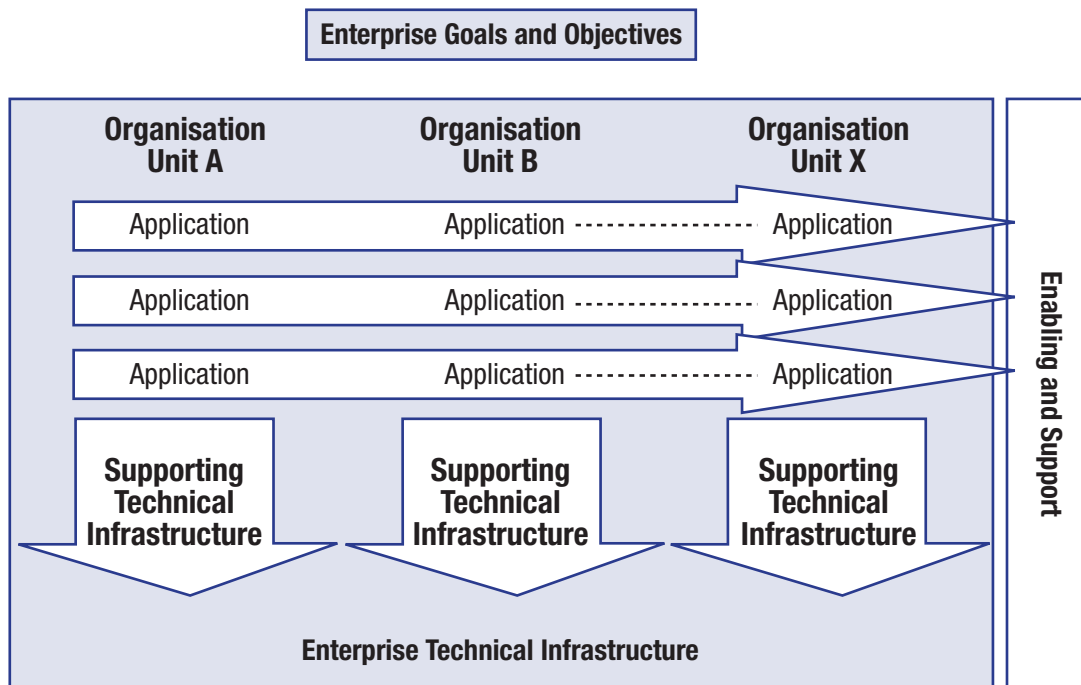 Enterprise Goals and Objectives
Organisation
Unit A
Organisation
Unit B
Organisation
Unit X
Application
Application
Application
Application
Application
Application
Application
Application
Application
Supporting
Technical
Infrastructure
Supporting
Technical
Infrastructure
Supporting
Technical
Infrastructure
Enterprise Technical Infrastructure
Enabling and Support